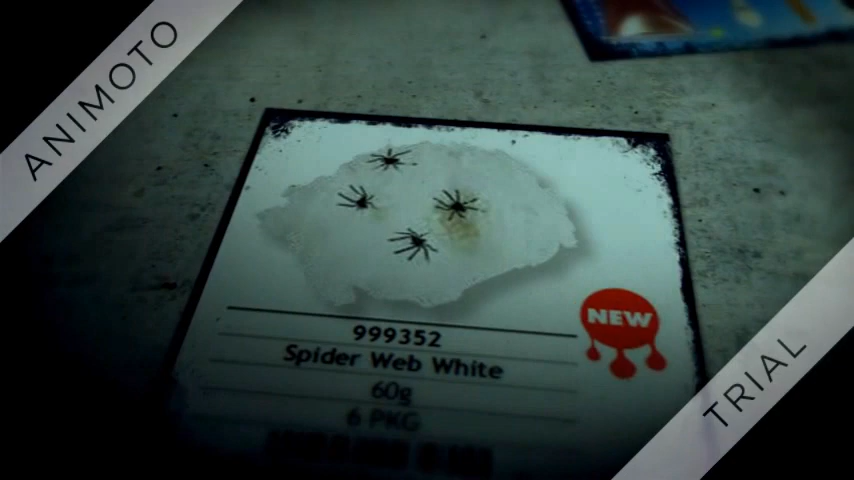 ANIMOTO
NEW
999352
Spider Web White
60g
6 PKG
TRIAL